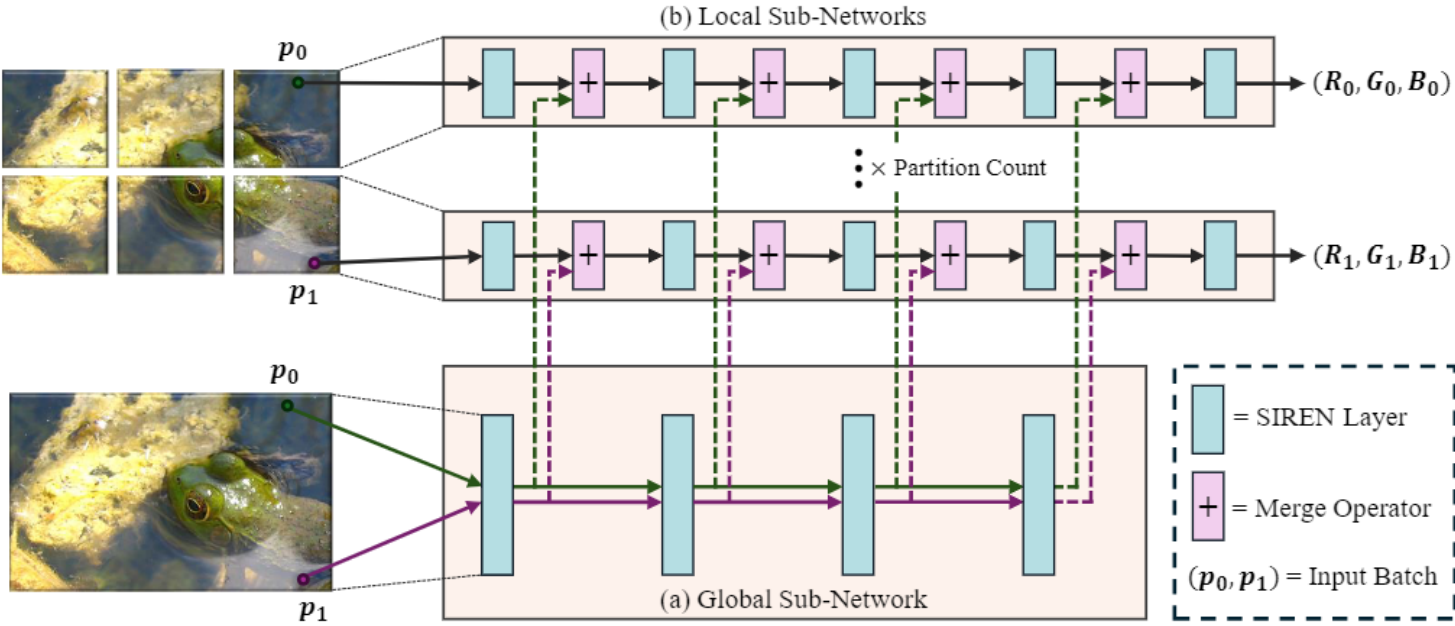 (b) Local Sub-Networks
p₀
+ + + +
(R₀, G₀, B₀)
⋮ × Partition Count
+ + + +
(R₁, G₁, B₁)
p₁
p₀
= SIREN Layer
+ = Merge Operator
(p₀, p₁) = Input Batch
p₁
(a) Global Sub-Network